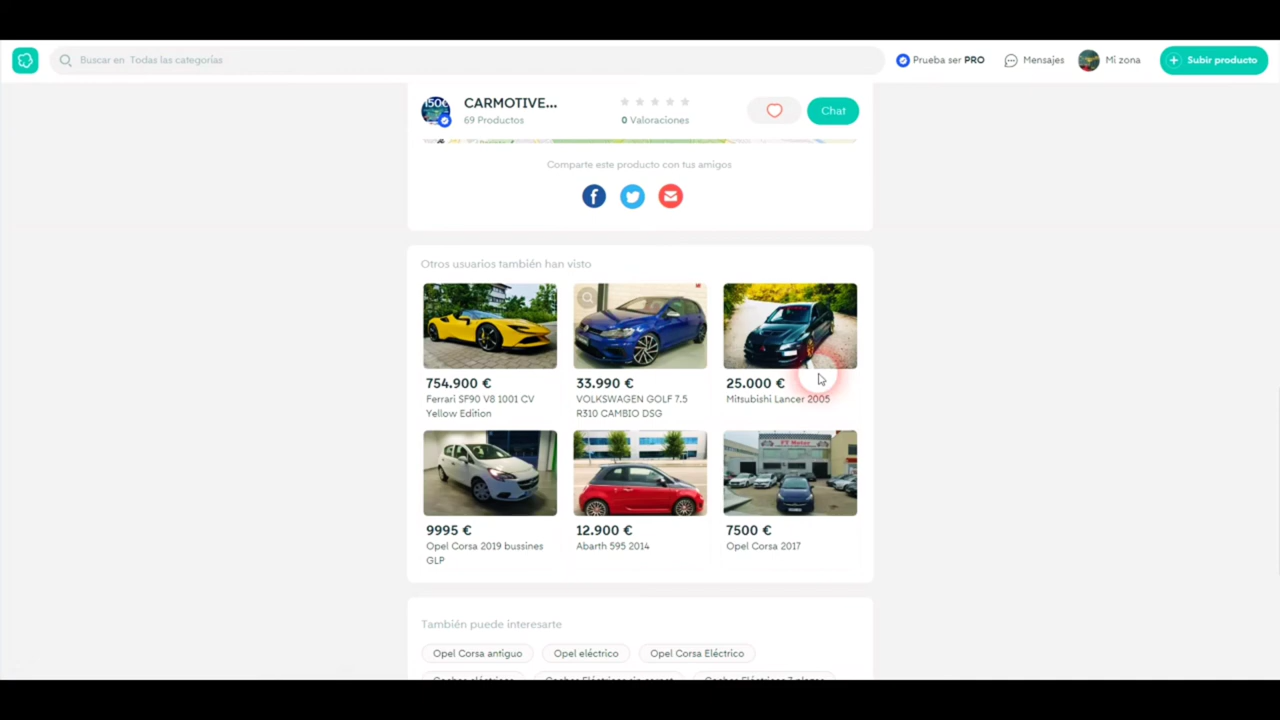 Buscar en Todas las categorías
Prueba ser PRO
Mensajes
Mi zona
Subir producto
150€
CARMOTIVE...
69 Productos
0 Valoraciones
Chat
Comparte este producto con tus amigos
Otros usuarios también han visto
754.900 €
Ferrari SF90 V8 1001 CV
Yellow Edition
33.990 €
VOLKSWAGEN GOLF 7.5
R310 CAMBIO DSG
25.000 €
Mitsubishi Lancer 2005
9995 €
Opel Corsa 2019 bussines
GLP
12.900 €
Abarth 595 2014
FT Motor
7500 €
Opel Corsa 2017
También puede interesarte
Opel Corsa antiguo
Opel eléctrico
Opel Corsa Eléctrico